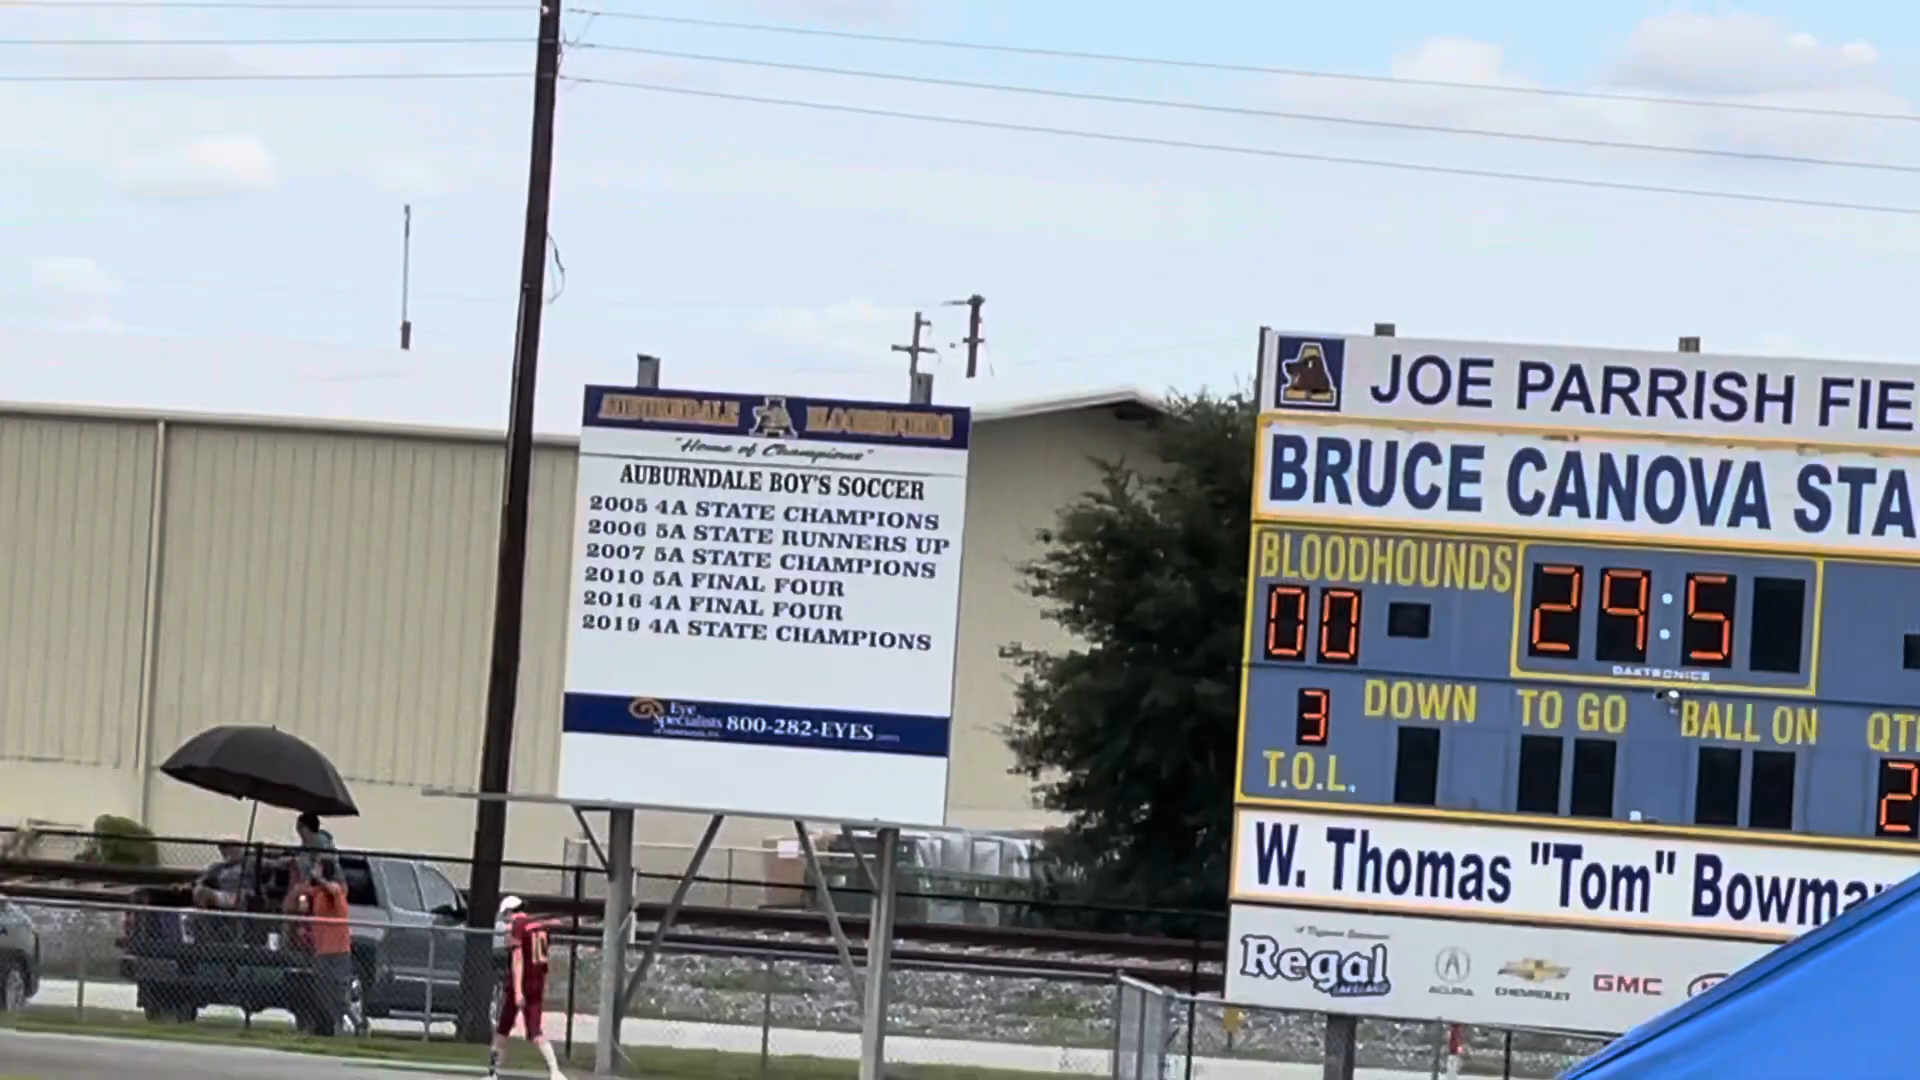 AUBURNDALE BLOODHOUNDS
"Home of Champions"
AUBURNDALE BOY'S SOCCER
2005 4A STATE CHAMPIONS
2006 5A STATE RUNNERS UP
2007 5A STATE CHAMPIONS
2010 5A FINAL FOUR
2016 4A FINAL FOUR
2019 4A STATE CHAMPIONS
Eye
Specialists 800-282-EYES
10
A
JOE PARRISH FIE
BRUCE CANOVA STA
BLOODHOUNDS
00 29:5
DAKTRONICS
3 DOWN TO GO BALL ON QT
T.O.L. 2
W. Thomas "Tom" Bowma
Regal
LAKELAND
ACURA CHEVROLET GMC